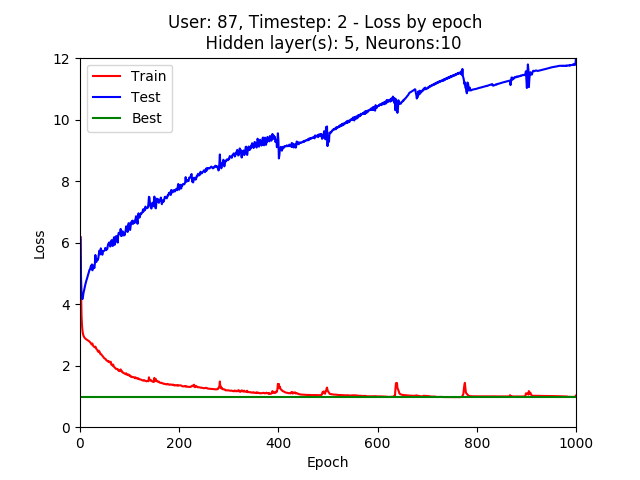 User: 87, Timestep: 2 - Loss by epoch
Hidden layer(s): 5, Neurons:10
12
Train
Test
Best
10
8
6
Loss
4
2
0
0 200 400 600 800 1000
Epoch